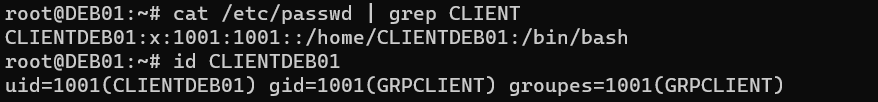 root@DEB01:~# cat /etc/passwd | grep CLIENT
CLIENTDEB01:x:1001:1001::/home/CLIENTDEB01:/bin/bash
root@DEB01:~# id CLIENTDEB01
uid=1001(CLIENTDEB01) gid=1001(GRPCLIENT) groupes=1001(GRPCLIENT)